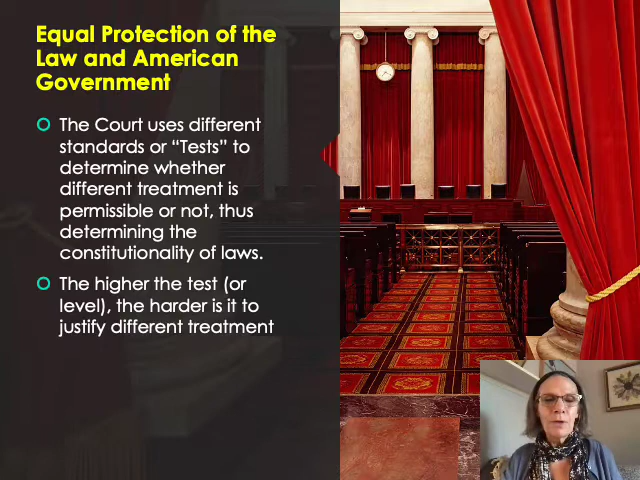 Equal Protection of the
Law and American
Government
The Court uses different
standards or “Tests” to
determine whether
different treatment is
permissible or not, thus
determining the
constitutionality of laws.
The higher the test (or
level), the harder is it to
justify different treatment